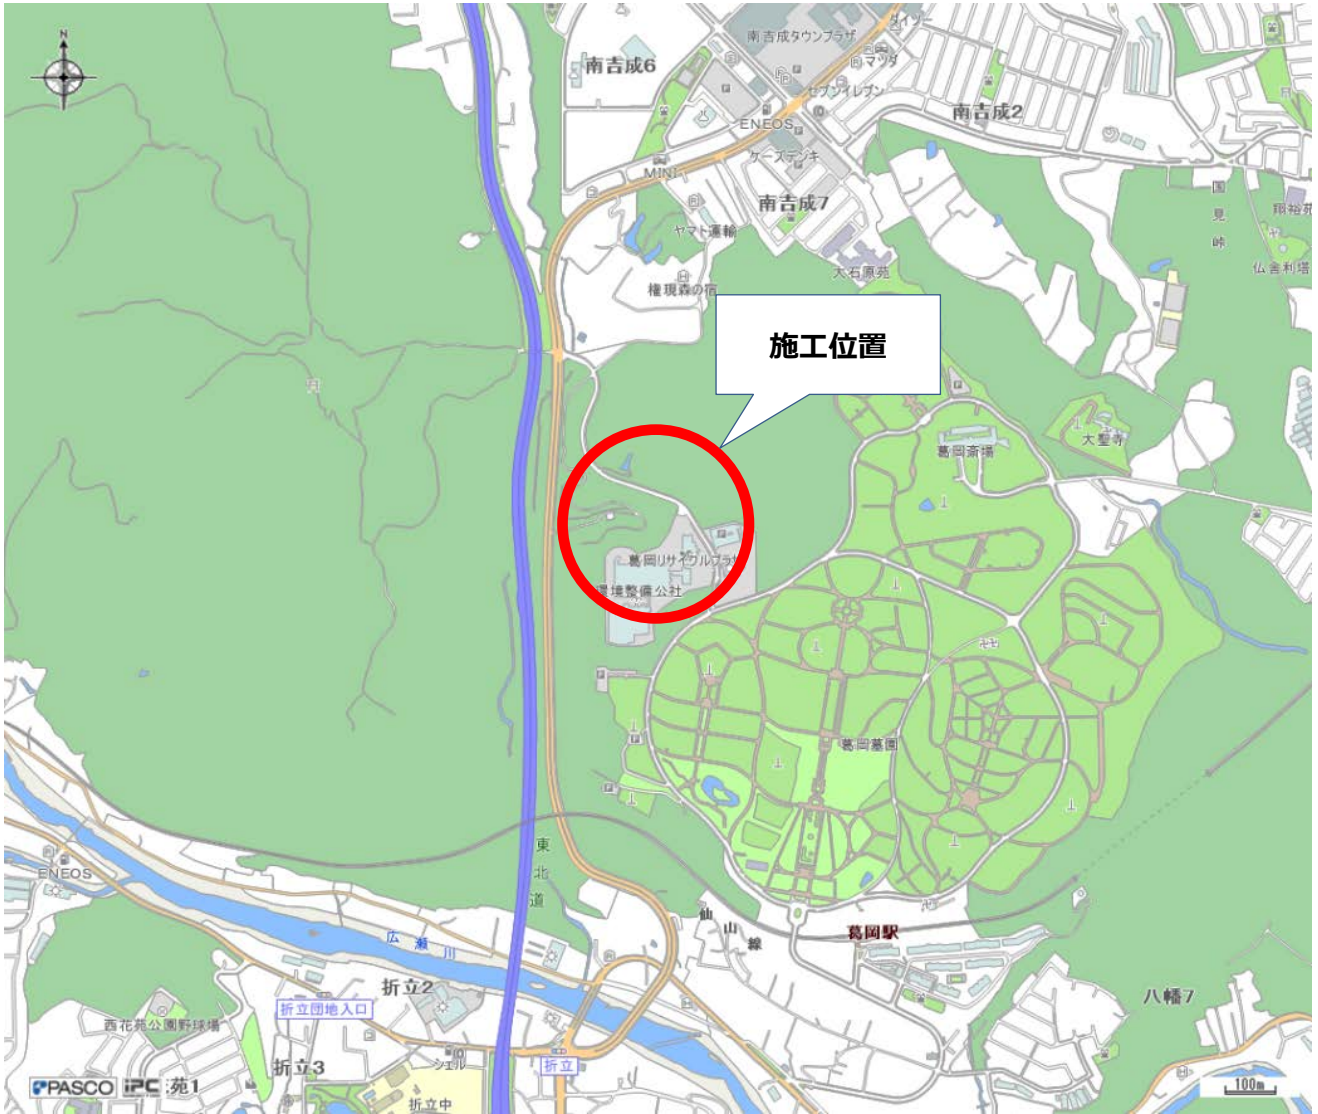 N
南吉成6
南吉成タウンプラザ
ダイソー
マツダ
セブンイレブン
ENEOS
ケーズデンキ
南吉成2
MINI
南吉成7
ヤマト運輸
大石原苑
国見峠
翔裕苑
仏舎利塔
権現森の宿
施工位置
大聖寺
葛岡斎場
葛岡リサイクルプラザ
環境整備公社
葛岡墓園
東北道
ENEOS
仙山線
葛岡駅
広瀬川
折立2
八幡7
折立団地入口
西花苑公園野球場
シェル
折立
折立3
PASCO iPC 苑1
折立中
100m